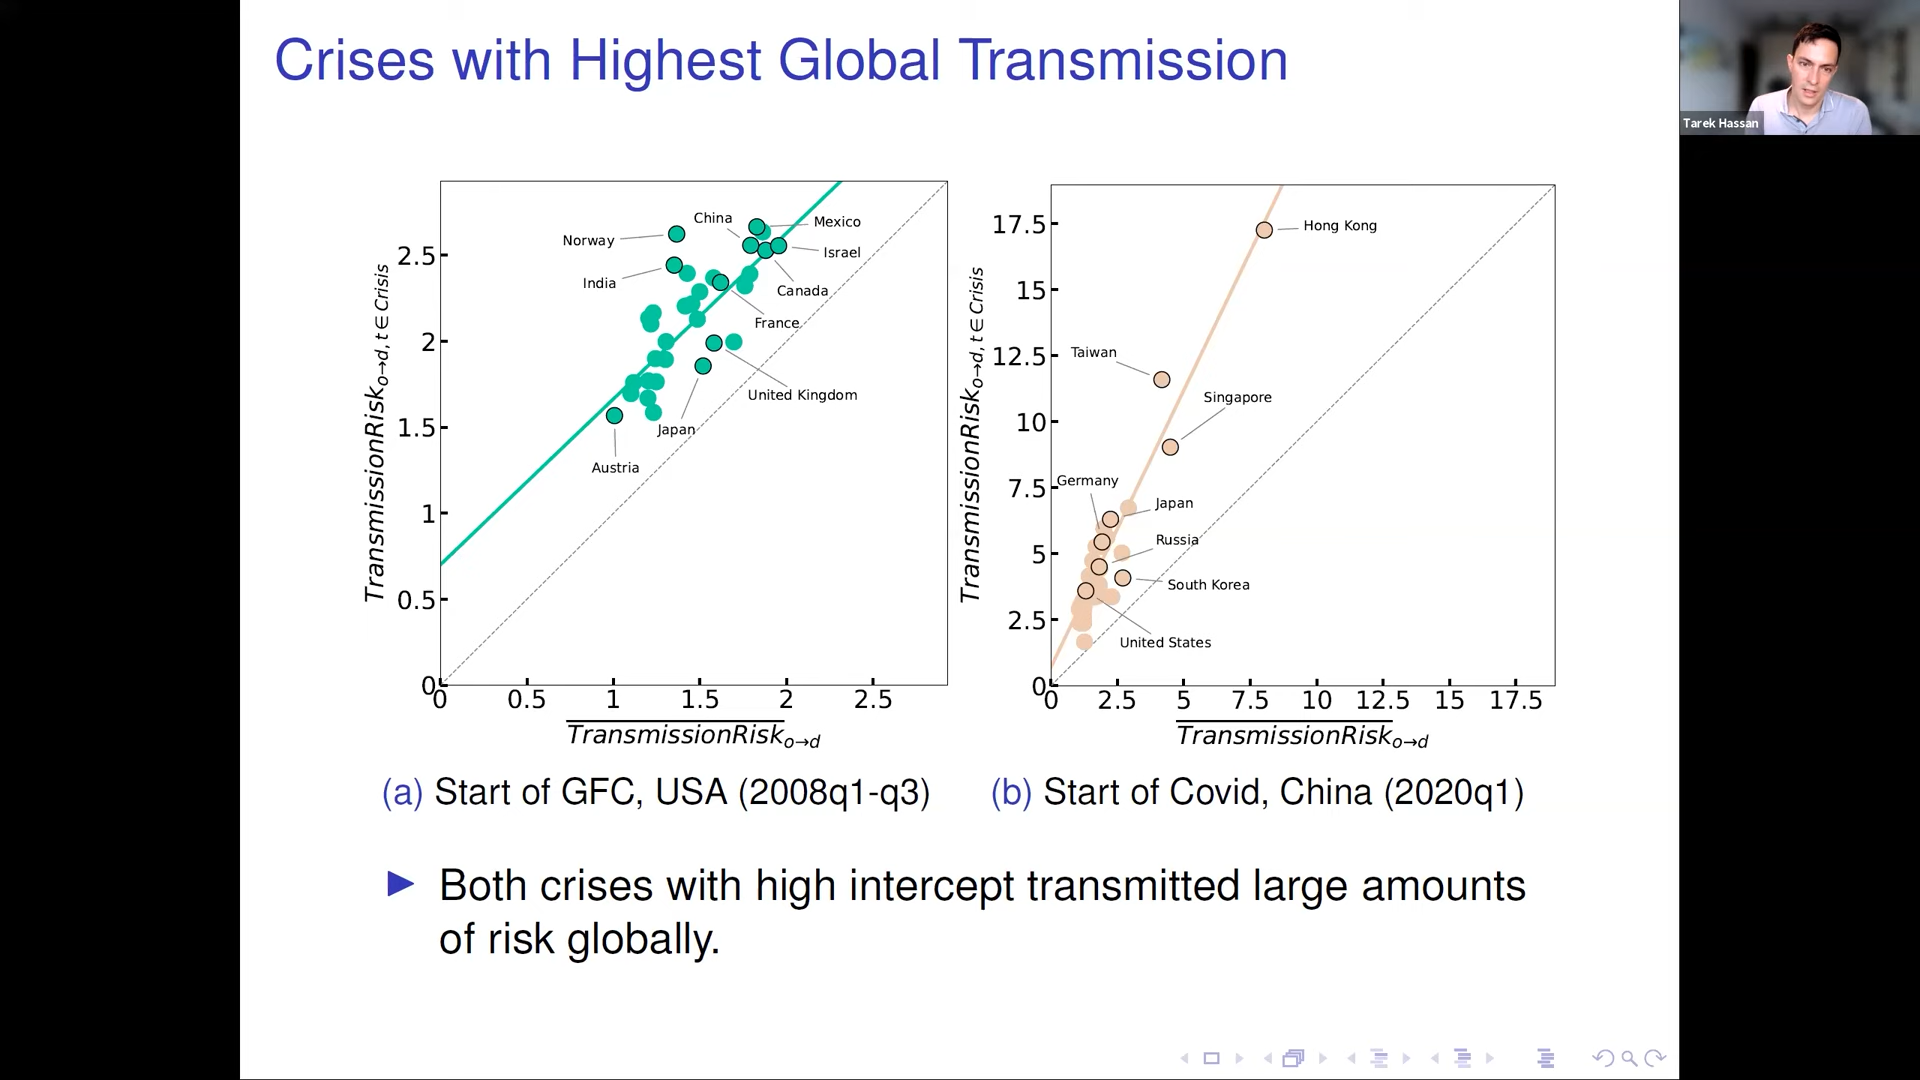 Crises with Highest Global Transmission
Tarek Hassan
TransmissionRisk o→d, t ∈ Crisis
2.5
2
1.5
1
0.5
0
Norway
China
Mexico
Israel
India
Canada
France
United Kingdom
Japan
Austria
0 0.5 1 1.5 2 2.5
TransmissionRisk o→d
(a) Start of GFC, USA (2008q1-q3)
TransmissionRisk o→d, t ∈ Crisis
17.5
15
12.5
10
7.5
5
2.5
0
Hong Kong
Taiwan
Singapore
Germany
Japan
Russia
South Korea
United States
0 2.5 5 7.5 10 12.5 15 17.5
TransmissionRisk o→d
(b) Start of Covid, China (2020q1)
Both crises with high intercept transmitted large amounts
of risk globally.